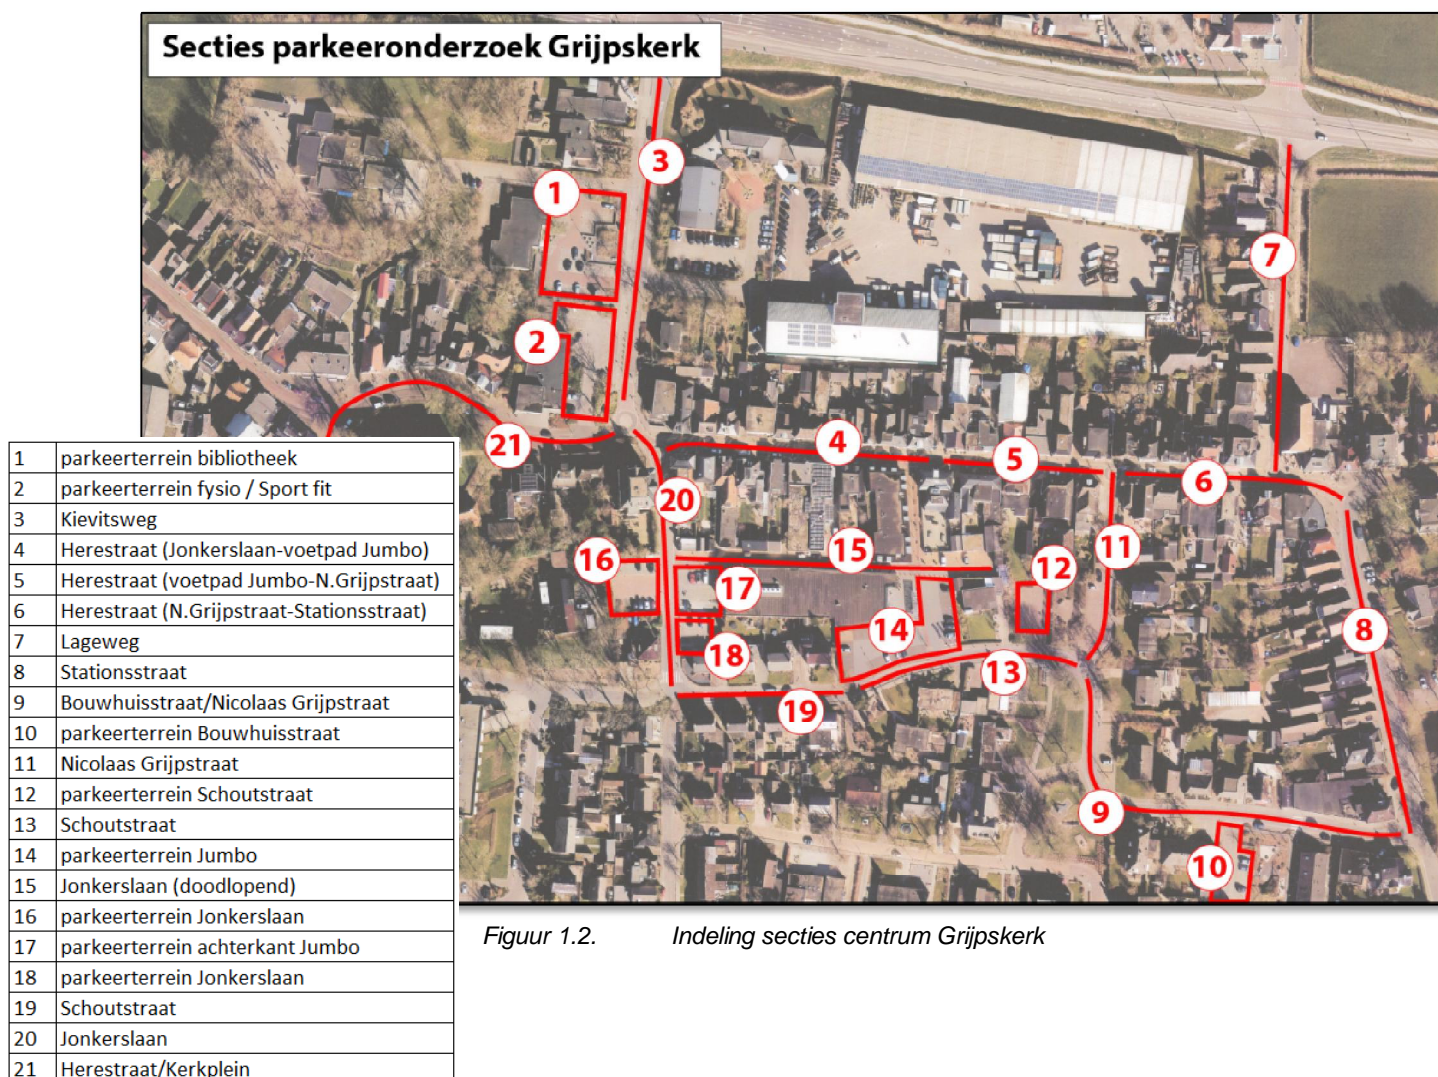 Secties parkeeronderzoek Grijpskerk
3
1
7
2
21
4
5
6
20
11
15
16
12
17
14
8
18
13
19
9
10
1 parkeerterrein bibliotheek
2 parkeerterrein fysio / Sport fit
3 Kievitsweg
4 Herestraat (Jonkerslaan-voetpad Jumbo)
5 Herestraat (voetpad Jumbo-N.Grijpstraat)
6 Herestraat (N.Grijpstraat-Stationsstraat)
7 Lageweg
8 Stationsstraat
9 Bouwhuisstraat/Nicolaas Grijpstraat
10 parkeerterrein Bouwhuisstraat
11 Nicolaas Grijpstraat
12 parkeerterrein Schoutstraat
13 Schoutstraat
14 parkeerterrein Jumbo
15 Jonkerslaan (doodlopend)
16 parkeerterrein Jonkerslaan
17 parkeerterrein achterkant Jumbo
18 parkeerterrein Jonkerslaan
19 Schoutstraat
20 Jonkerslaan
21 Herestraat/Kerkplein
Figuur 1.2. Indeling secties centrum Grijpskerk